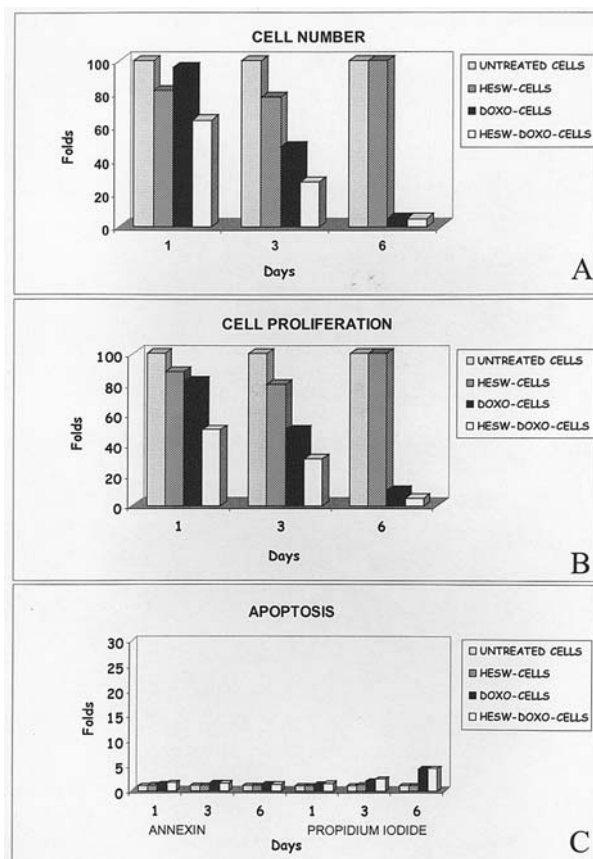 CELL NUMBER
100
80
60
40
20
0
Folds
1 3 6
Days
UNTREATED CELLS
HESW-CELLS
DOXO-CELLS
HESW-DOXO-CELLS
A
CELL PROLIFERATION
100
80
60
40
20
0
Folds
1 3 6
Days
UNTREATED CELLS
HESW-CELLS
DOXO-CELLS
HESW-DOXO-CELLS
B
APOPTOSIS
30
25
20
15
10
5
0
Folds
1 3 6 1 3 6
ANNEXIN PROPIDIUM IODIDE
Days
UNTREATED CELLS
HESW-CELLS
DOXO-CELLS
HESW-DOXO-CELLS
C